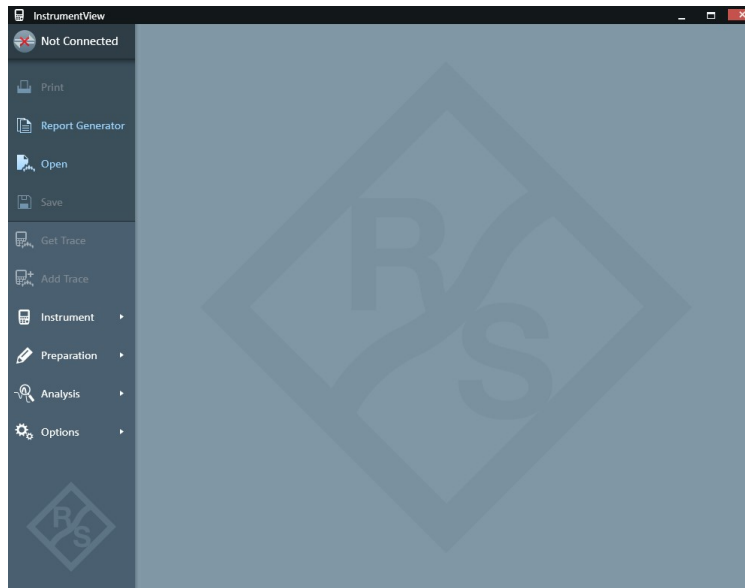 InstrumentView
Not Connected
Print
Report Generator
Open
Save
Get Trace
Add Trace
Instrument
Preparation
Analysis
Options
R S
R S